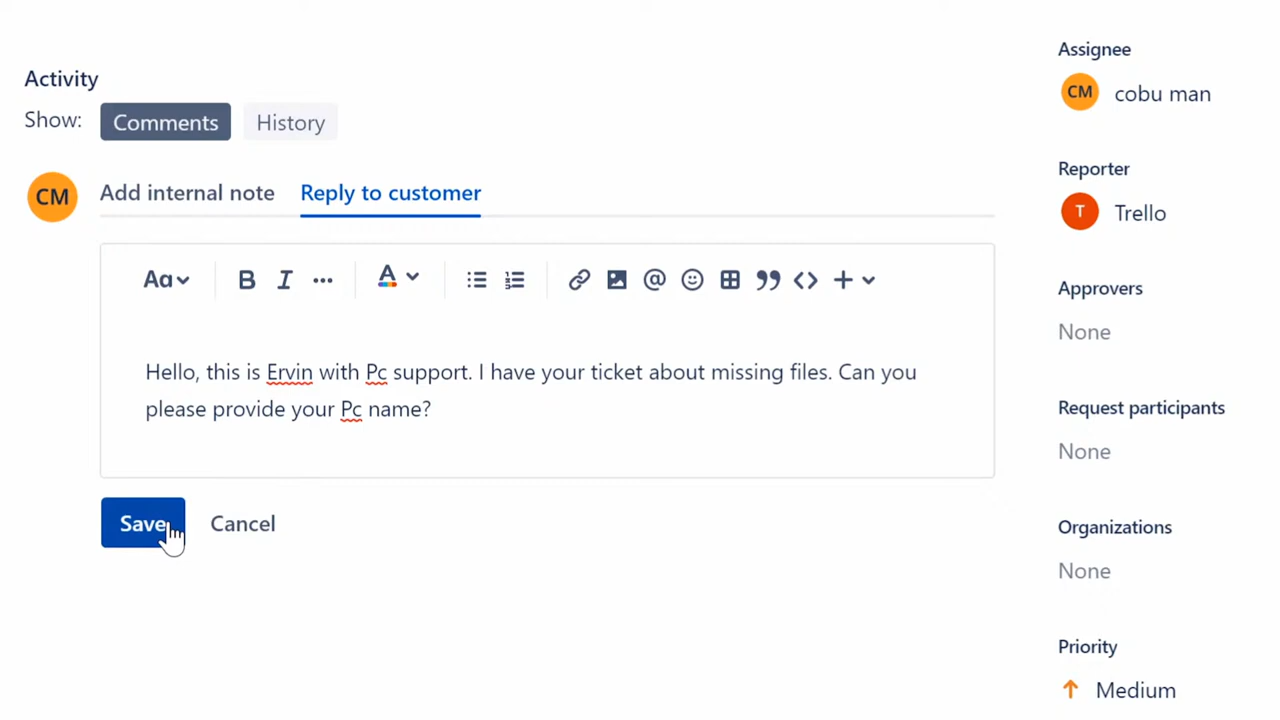 Activity
Show: Comments History
CM Add internal note Reply to customer
Aa B I ... A @ + 
Hello, this is Ervin with Pc support. I have your ticket about missing files. Can you
please provide your Pc name?
Save Cancel
Assignee
CM cobu man
Reporter
T Trello
Approvers
None
Request participants
None
Organizations
None
Priority
Medium